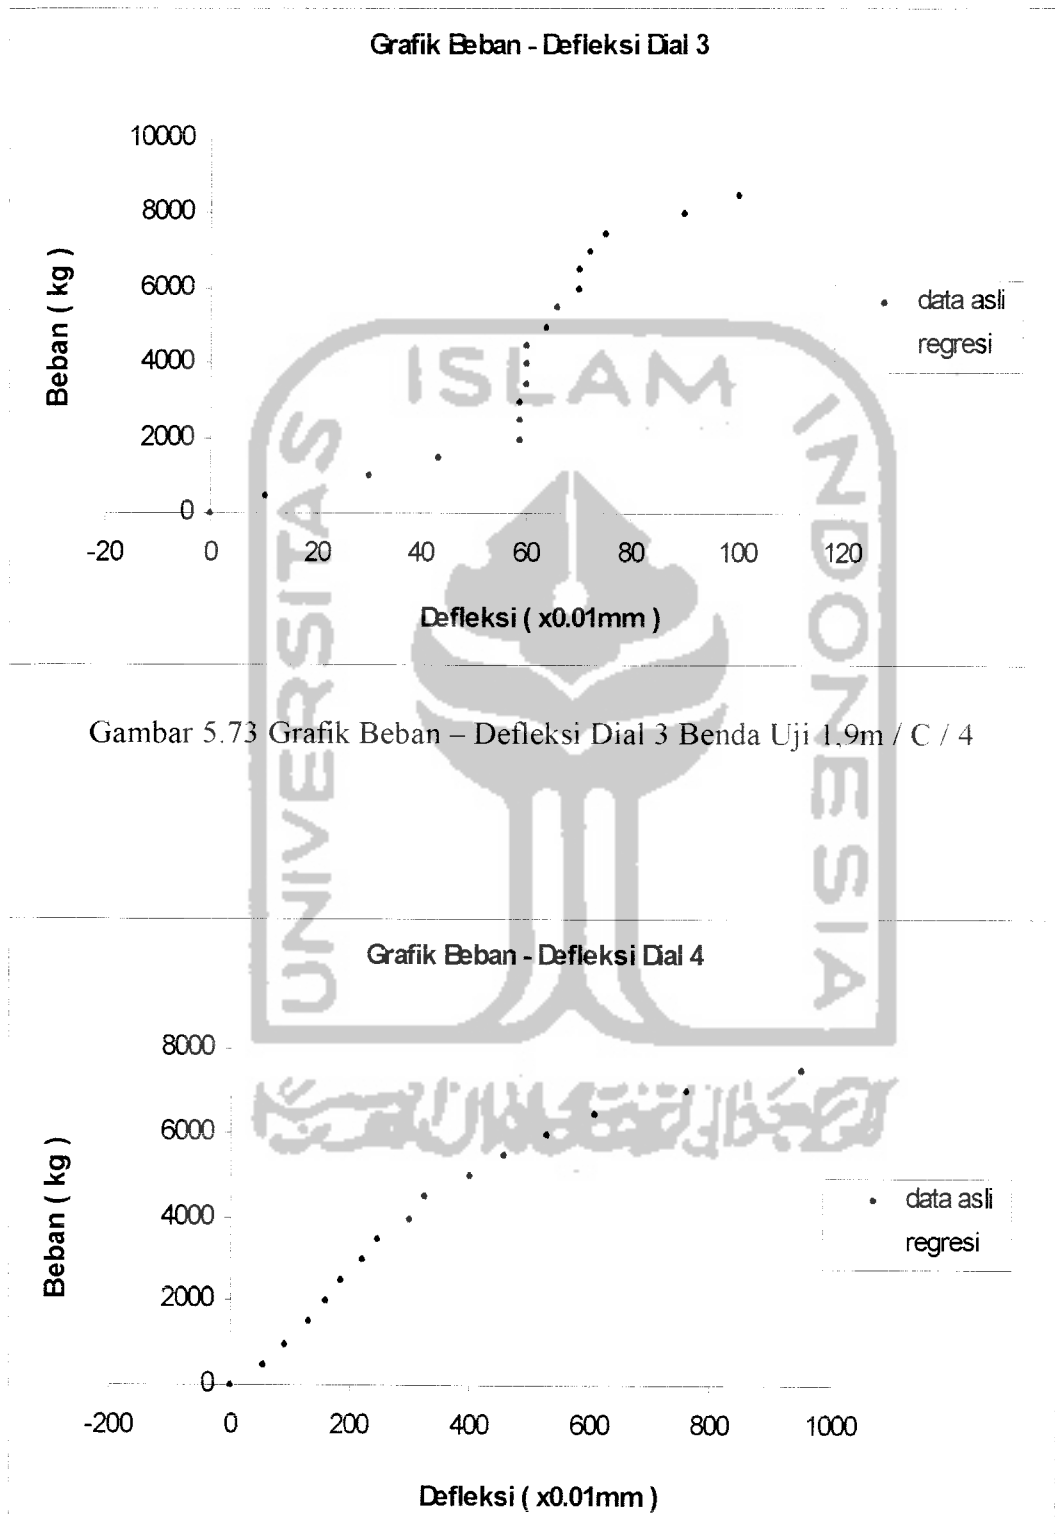 Grafik Beban - Defleksi Dial 3
10000
8000
6000
4000
2000
0
Beban ( kg )
-20 0 20 40 60 80 100 120
Defleksi ( x0.01mm )
data asli
regresi
UNIVERSITAS ISLAM INDONESIA
Gambar 5.73 Grafik Beban – Defleksi Dial 3 Benda Uji 1,9m / C / 4
Grafik Beban - Defleksi Dial 4
8000
6000
4000
2000
0
Beban ( kg )
-200 0 200 400 600 800 1000
Defleksi ( x0.01mm )
data asli
regresi